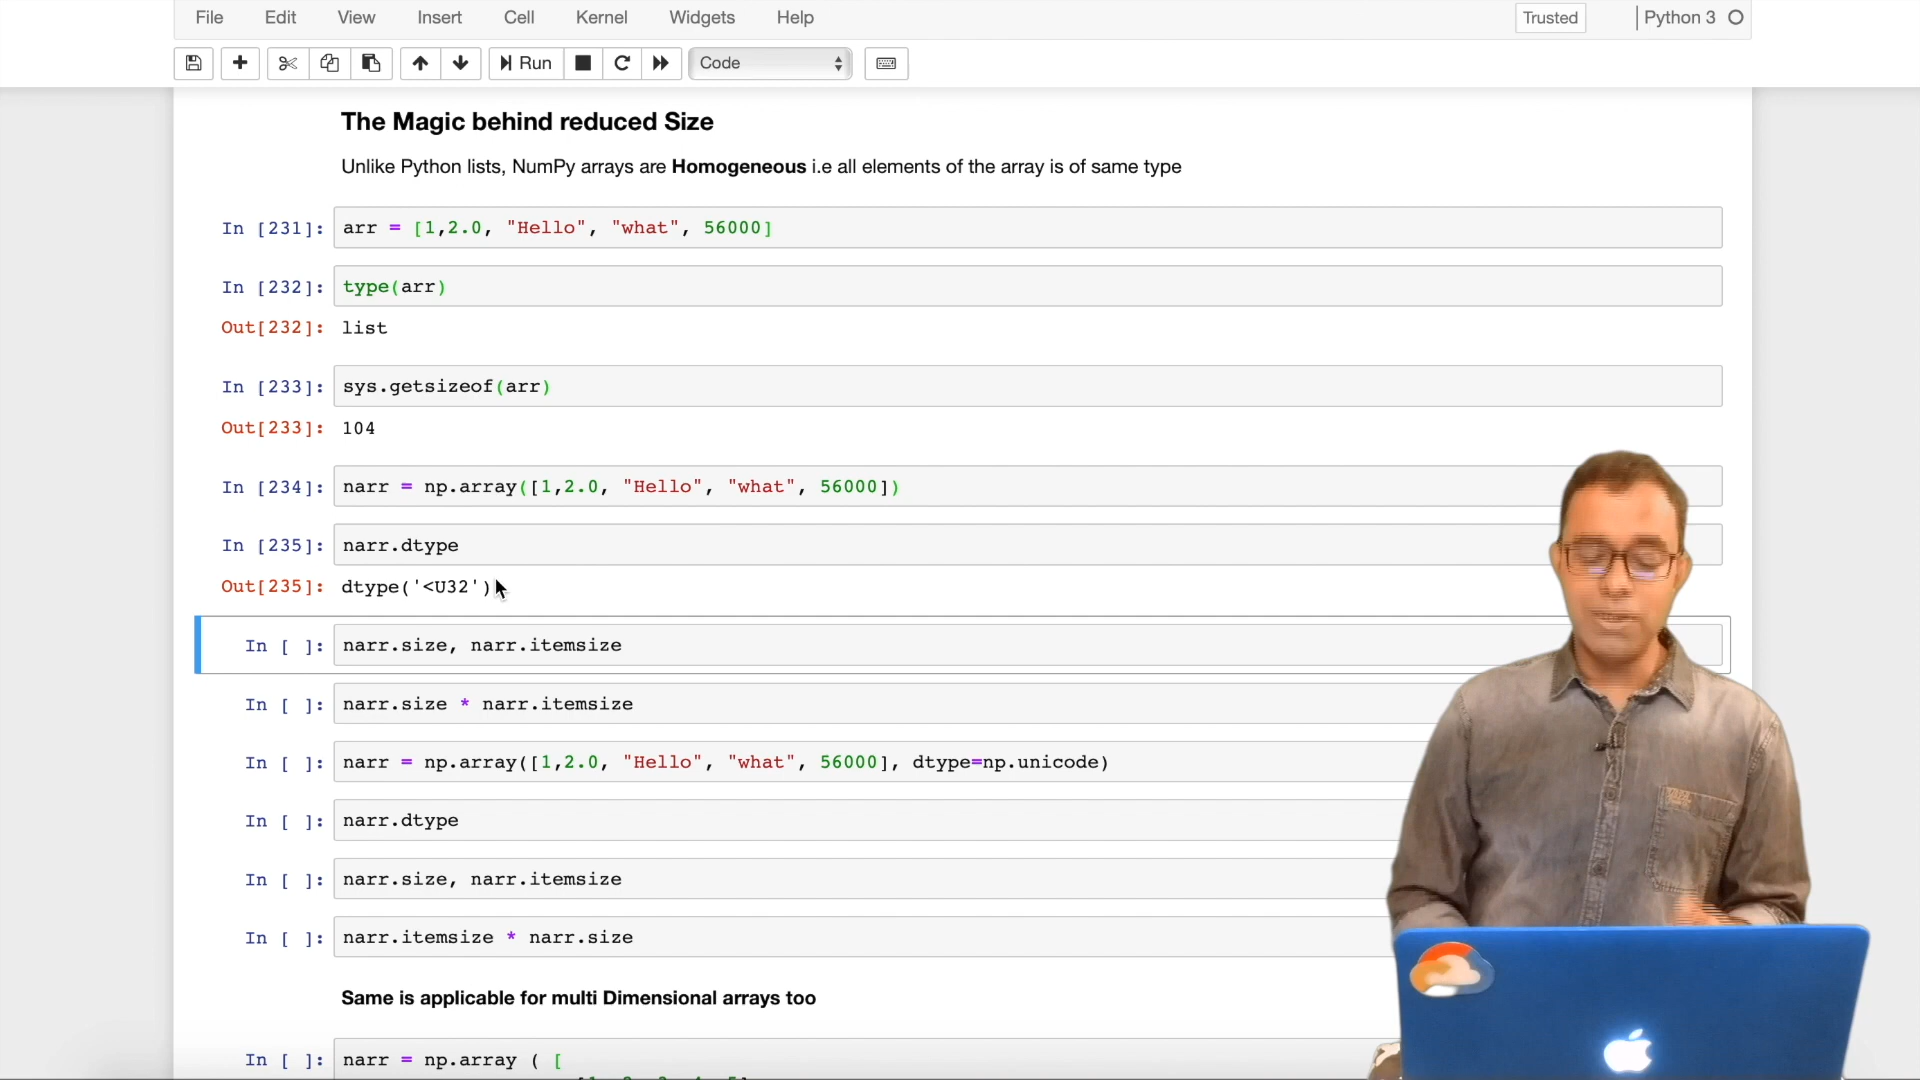 File Edit View Insert Cell Kernel Widgets Help Trusted Python 3
Run Code
The Magic behind reduced Size
Unlike Python lists, NumPy arrays are Homogeneous i.e all elements of the array is of same type
In [231]: arr = [1,2.0, "Hello", "what", 56000]
In [232]: type(arr)
Out[232]: list
In [233]: sys.getsizeof(arr)
Out[233]: 104
In [234]: narr = np.array([1,2.0, "Hello", "what", 56000])
In [235]: narr.dtype
Out[235]: dtype('<U32')
In [ ]: narr.size, narr.itemsize
In [ ]: narr.size * narr.itemsize
In [ ]: narr = np.array([1,2.0, "Hello", "what", 56000], dtype=np.unicode)
In [ ]: narr.dtype
In [ ]: narr.size, narr.itemsize
In [ ]: narr.itemsize * narr.size
Same is applicable for multi Dimensional arrays too
In [ ]: narr = np.array ( [